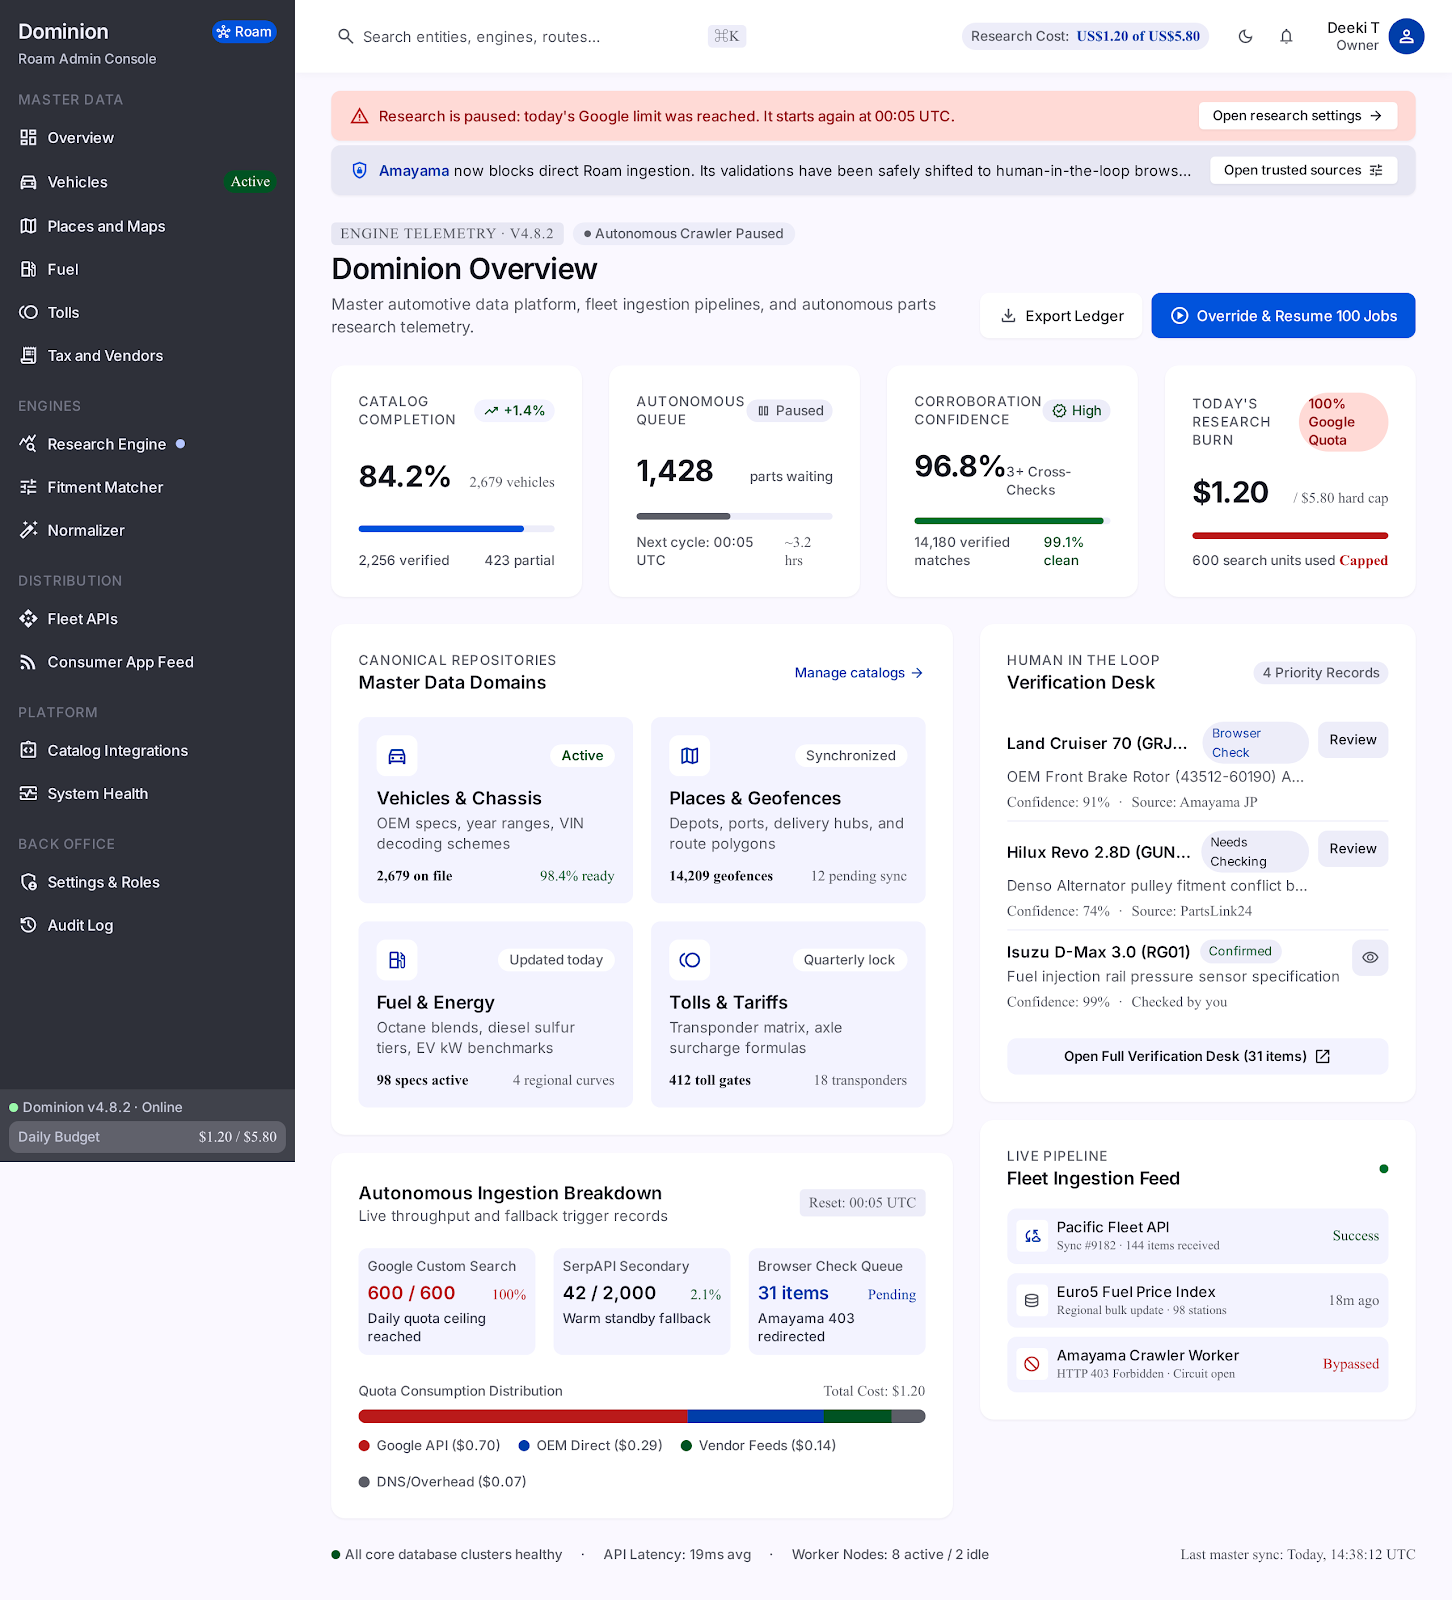 Dominion
Roam
Roam Admin Console
MASTER DATA
Overview
Vehicles
Active
Places and Maps
Fuel
Tolls
Tax and Vendors
ENGINES
Research Engine
Fitment Matcher
Normalizer
DISTRIBUTION
Fleet APIs
Consumer App Feed
PLATFORM
Catalog Integrations
System Health
BACK OFFICE
Settings & Roles
Audit Log
Dominion v4.8.2 · Online
Daily Budget
$1.20 / $5.80
Search entities, engines, routes...
⌘K
Research Cost: US$1.20 of US$5.80
Deeki T
Owner
Research is paused: today's Google limit was reached. It starts again at 00:05 UTC.
Open research settings
Amayama now blocks direct Roam ingestion. Its validations have been safely shifted to human-in-the-loop brows...
Open trusted sources
ENGINE TELEMETRY · V4.8.2
Autonomous Crawler Paused
Dominion Overview
Master automotive data platform, fleet ingestion pipelines, and autonomous parts
research telemetry.
Export Ledger
Override & Resume 100 Jobs
CATALOG
COMPLETION
+1.4%
84.2%
2,679 vehicles
2,256 verified
423 partial
AUTONOMOUS
QUEUE
Paused
1,428
parts waiting
Next cycle: 00:05
UTC
~3.2
hrs
CORROBORATION
CONFIDENCE
High
96.8%
3+ Cross-
Checks
14,180 verified
matches
99.1%
clean
TODAY'S
RESEARCH
BURN
100%
Google
Quota
$1.20
/ $5.80 hard cap
600 search units used
Capped
CANONICAL REPOSITORIES
Master Data Domains
Manage catalogs
Active
Vehicles & Chassis
OEM specs, year ranges, VIN
decoding schemes
2,679 on file
98.4% ready
Synchronized
Places & Geofences
Depots, ports, delivery hubs, and
route polygons
14,209 geofences
12 pending sync
Updated today
Fuel & Energy
Octane blends, diesel sulfur
tiers, EV kW benchmarks
98 specs active
4 regional curves
Quarterly lock
Tolls & Tariffs
Transponder matrix, axle
surcharge formulas
412 toll gates
18 transponders
HUMAN IN THE LOOP
Verification Desk
4 Priority Records
Land Cruiser 70 (GRJ...
Browser
Check
Review
OEM Front Brake Rotor (43512-60190) A...
Confidence: 91% · Source: Amayama JP
Hilux Revo 2.8D (GUN...
Needs
Checking
Review
Denso Alternator pulley fitment conflict b...
Confidence: 74% · Source: PartsLink24
Isuzu D-Max 3.0 (RG01)
Confirmed
Fuel injection rail pressure sensor specification
Confidence: 99% · Checked by you
Open Full Verification Desk (31 items)
Autonomous Ingestion Breakdown
Live throughput and fallback trigger records
Reset: 00:05 UTC
Google Custom Search
600 / 600
100%
Daily quota ceiling
reached
SerpAPI Secondary
42 / 2,000
2.1%
Warm standby fallback
Browser Check Queue
31 items
Pending
Amayama 403
redirected
Quota Consumption Distribution
Total Cost: $1.20
Google API ($0.70)
OEM Direct ($0.29)
Vendor Feeds ($0.14)
DNS/Overhead ($0.07)
LIVE PIPELINE
Fleet Ingestion Feed
Pacific Fleet API
Sync #9182 · 144 items received
Success
Euro5 Fuel Price Index
Regional bulk update · 98 stations
18m ago
Amayama Crawler Worker
HTTP 403 Forbidden · Circuit open
Bypassed
All core database clusters healthy · API Latency: 19ms avg · Worker Nodes: 8 active / 2 idle
Last master sync: Today, 14:38:12 UTC